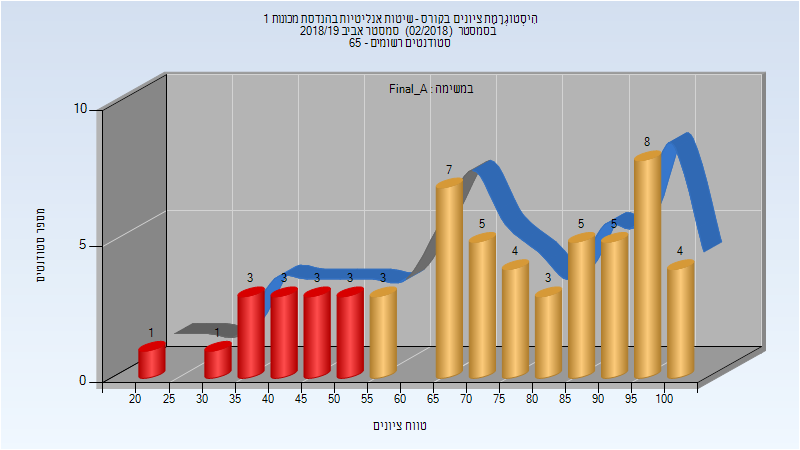 הִיסְטוֹגְרָמַת ציונים בקורס - שיטות אנליטיות בהנדסת מכונות 1
בסמסטר (02/2018) סמסטר אביב 2018/19
סטודנטים רשומים - 65
במשימה : Final_A
מספר סטודנטים
10
5
0
1
1
3
3
3
3
3
7
5
4
3
5
5
8
4
20 25 30 35 40 45 50 55 60 65 70 75 80 85 90 95 100
טווח ציונים